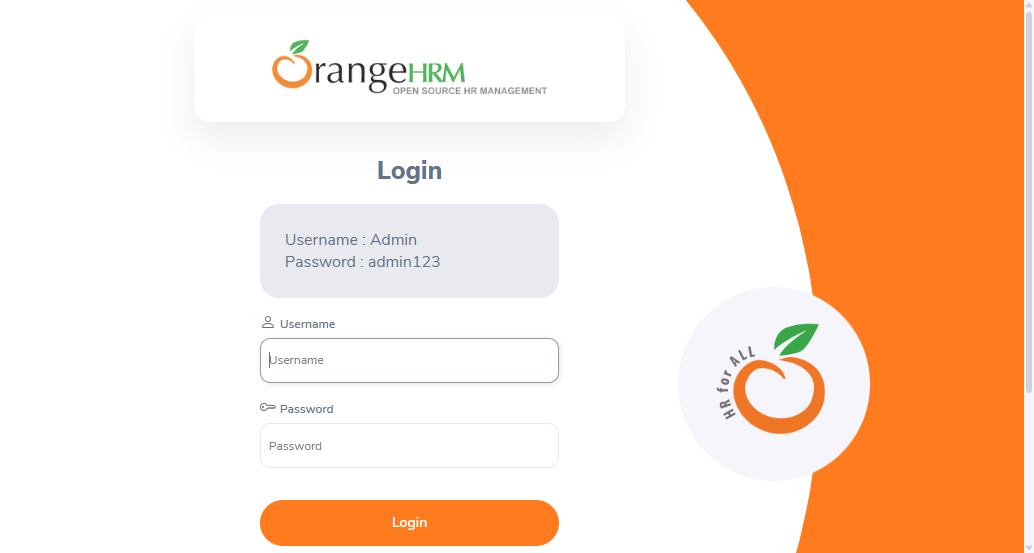 OrangeHRM
OPEN SOURCE HR MANAGEMENT
Login
Username : Admin
Password : admin123
Username
Username
Password
Password
Login
HR for ALL